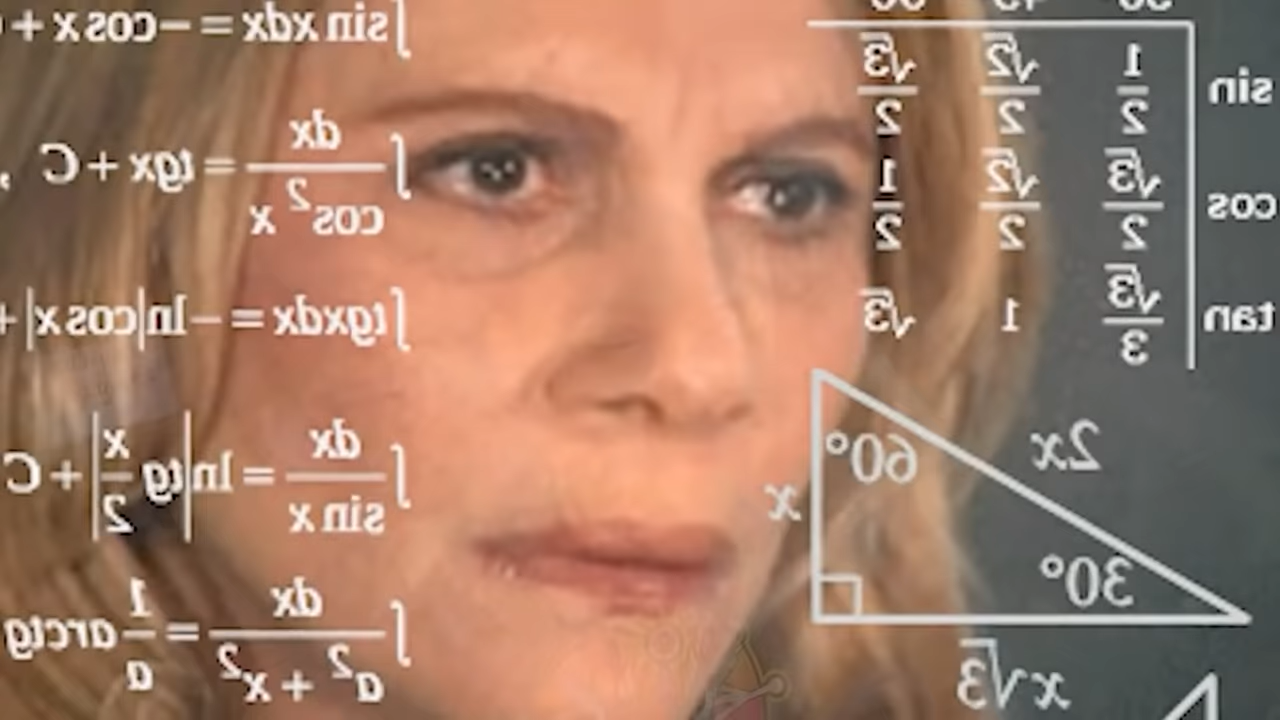 sin 1/2 √2/2 √3/2
cos √3/2 √2/2 1/2
tan √3/3 1 √3
60°
2x
x
30°
x√3
∫ sin xdx = −cos x +
∫ dx/cos² x = tgx + C ,
∫ tgxdx = −ln|cos x| +
∫ dx/sin x = ln|tg x/2| + C
∫ dx/(a² + x²) = 1/a arctg